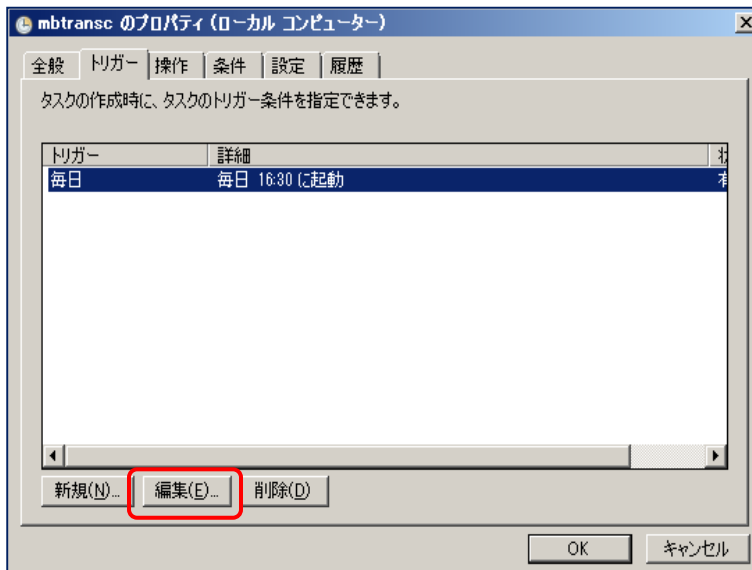 mbtransc のプロパティ (ローカル コンピューター)
全般 トリガー 操作 条件 設定 履歴
タスクの作成時に、タスクのトリガー条件を指定できます。
トリガー 詳細
毎日 毎日 16:30 に起動
新規(N)... 編集(E)... 削除(D)
OK キャンセル